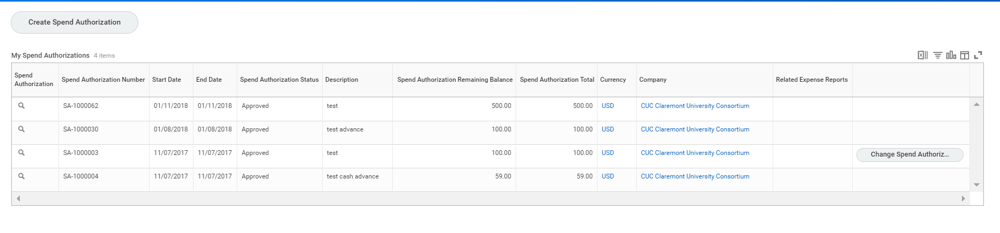 Create Spend Authorization
My Spend Authorizations 4 items
Spend Authorization Spend Authorization Number Start Date End Date Spend Authorization Status Description Spend Authorization Remaining Balance Spend Authorization Total Currency Company Related Expense Reports
SA-1000062 01/11/2018 01/11/2018 Approved test 500.00 500.00 USD CUC Claremont University Consortium
SA-1000030 01/08/2018 01/08/2018 Approved test advance 100.00 100.00 USD CUC Claremont University Consortium
SA-1000003 11/07/2017 11/07/2017 Approved test 100.00 100.00 USD CUC Claremont University Consortium Change Spend Authoriz...
SA-1000004 11/07/2017 11/07/2017 Approved test cash advance 59.00 59.00 USD CUC Claremont University Consortium